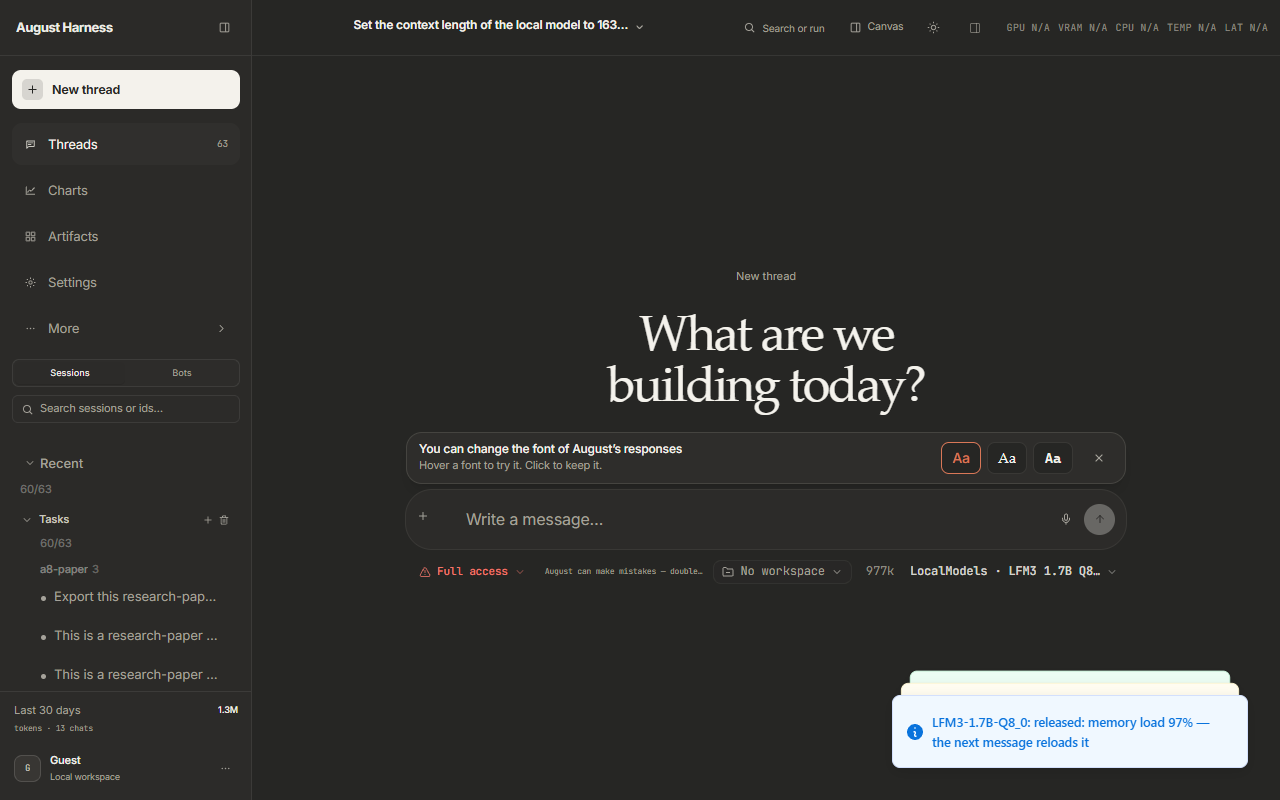 August Harness
Set the context length of the local model to 163...
Search or run
Canvas
GPU N/A VRAM N/A CPU N/A TEMP N/A LAT N/A
New thread
Threads 63
Charts
Artifacts
Settings
More
Sessions Bots
Search sessions or ids...
Recent
60/63
Tasks
60/63
a8-paper 3
Export this research-pap...
This is a research-paper ...
This is a research-paper ...
Last 30 days 1.3M
tokens · 13 chats
G
Guest
Local workspace
New thread
What are we
building today?
You can change the font of August’s responses
Hover a font to try it. Click to keep it.
Aa Aa Aa
Write a message...
Full access
August can make mistakes — double…
No workspace
977k
LocalModels · LFM3 1.7B Q8…
LFM3-1.7B-Q8_0: released: memory load 97% —
the next message reloads it